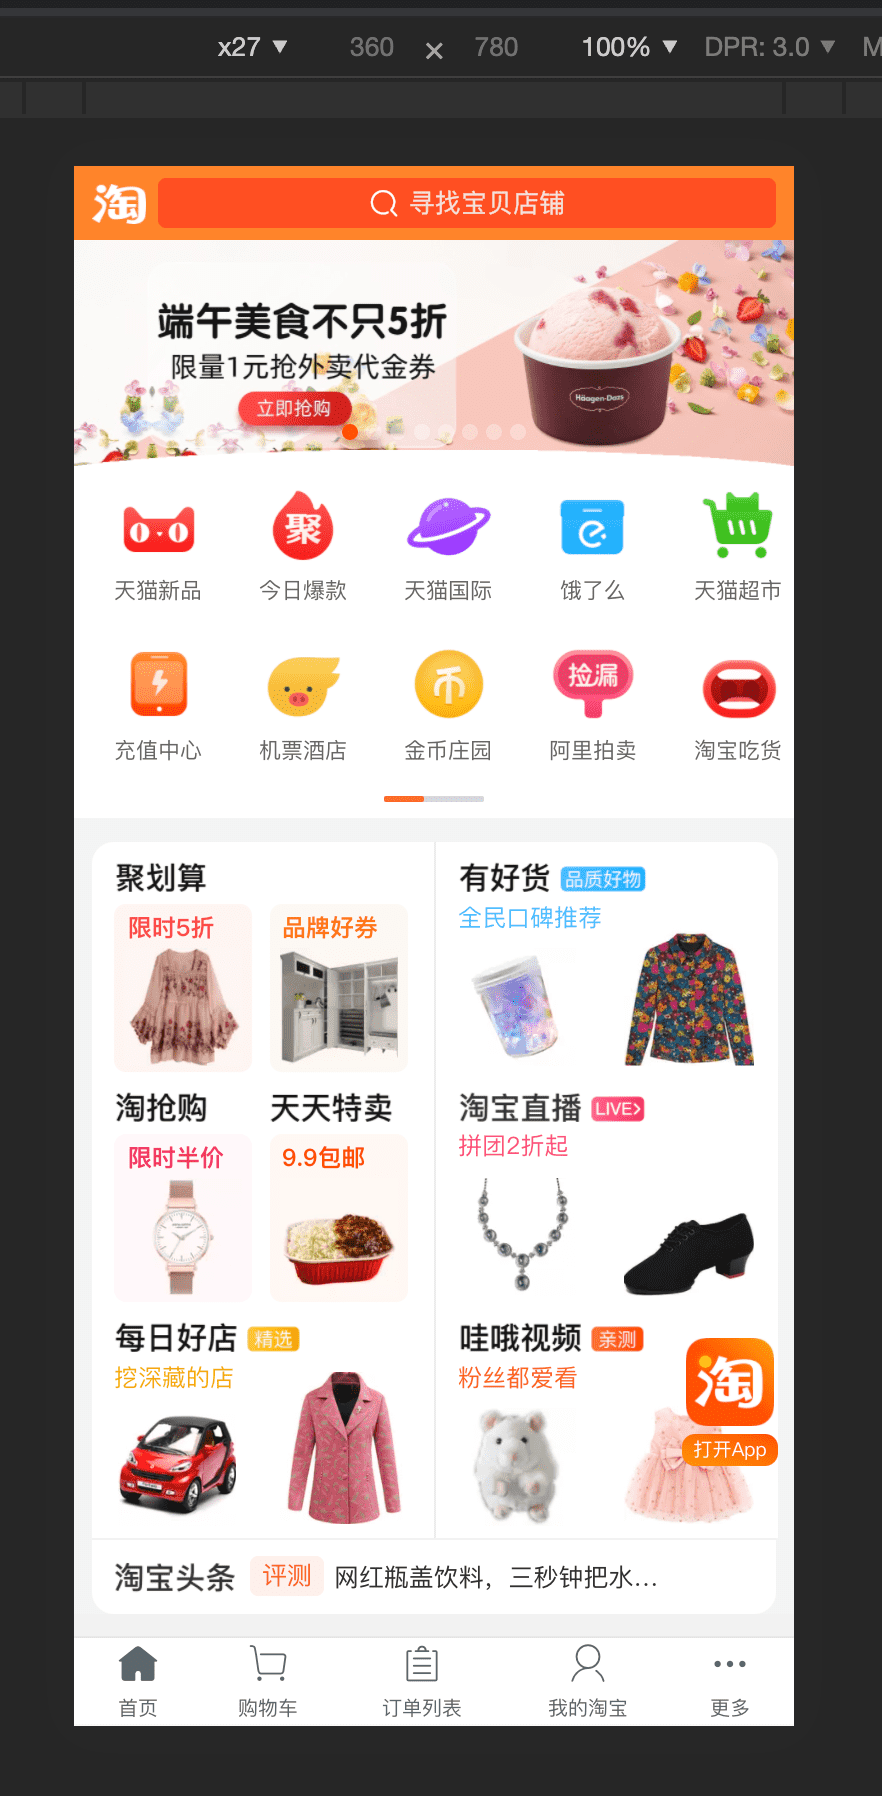 x27 ▼ 360 × 780 100% ▼ DPR: 3.0 ▼ M
淘 寻找宝贝店铺
端午美食不只5折
限量1元抢外卖代金券
立即抢购
Häagen-Dazs
聚
天猫新品 今日爆款 天猫国际 饿了么 天猫超市
币 捡漏
充值中心 机票酒店 金币庄园 阿里拍卖 淘宝吃货
聚划算
限时5折 品牌好券
有好货 品质好物
全民口碑推荐
淘抢购 天天特卖
限时半价 9.9包邮
淘宝直播 LIVE>
拼团2折起
每日好店 精选
挖深藏的店
哇哦视频 亲测
粉丝都爱看
淘
打开App
淘宝头条 评测 网红瓶盖饮料，三秒钟把水...
首页 购物车 订单列表 我的淘宝 更多